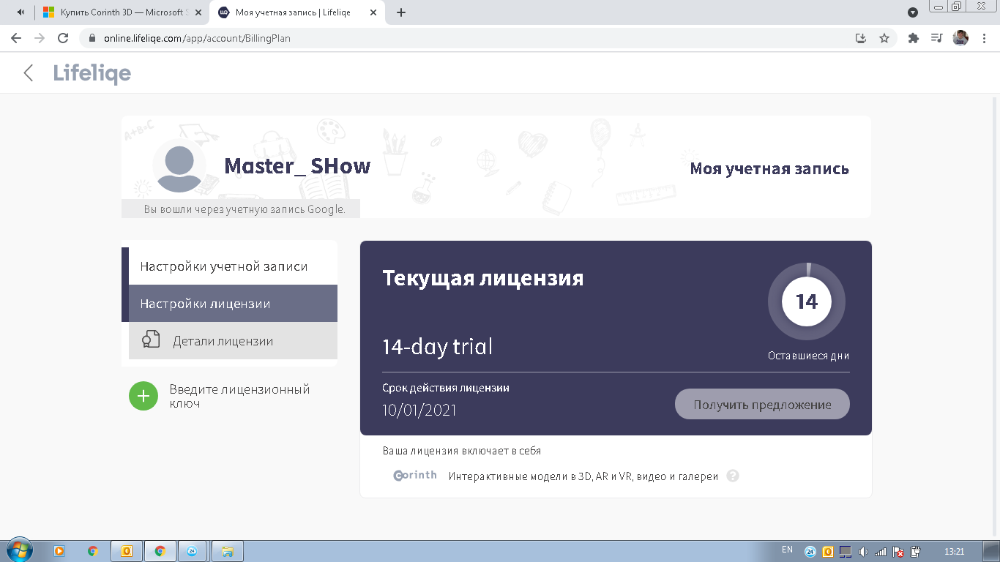 Купить Corinth 3D — Microsoft S
Моя учетная запись | Lifeliqe
online.lifeliqe.com/app/account/BillingPlan
Lifeliqe
A+B=C
Master_ SHow
Моя учетная запись
Вы вошли через учетную запись Google.
Настройки учетной записи
Настройки лицензии
Детали лицензии
Введите лицензионный
ключ
Текущая лицензия
14
Оставшиеся дни
14-day trial
Срок действия лицензии
10/01/2021
Получить предложение
Ваша лицензия включает в себя
Corinth Интерактивные модели в 3D, AR и VR, видео и галереи ?
EN
24
24
13:21